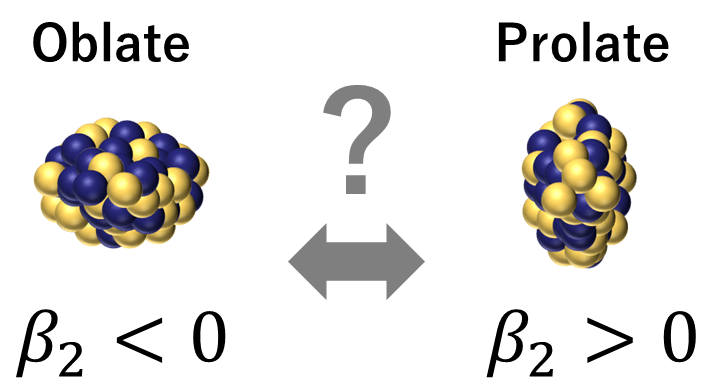 Oblate Prolate
?
β₂ < 0 β₂ > 0